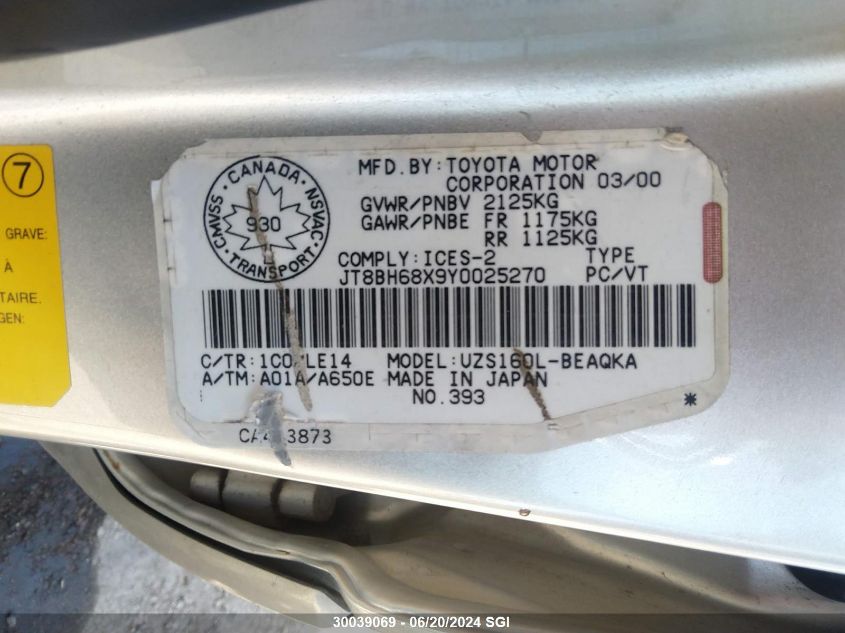 7
GRAVE:
À
TAIRE.
GEN:
CANADA · NSVAC · TRANSPORT · CMVSS
930
MFD.BY:TOYOTA MOTOR
CORPORATION 03/00
GVWR/PNBV 2125KG
GAWR/PNBE FR 1175KG
RR 1125KG
COMPLY:ICES-2 TYPE
JT8BH68X9Y0025270 PC/VT
C/TR: LE14 MODEL:UZS160L-BEAQKA
A/TM:A01A/A650E MADE IN JAPAN
NO.393
*
30039069 - 06/20/2024 SGI